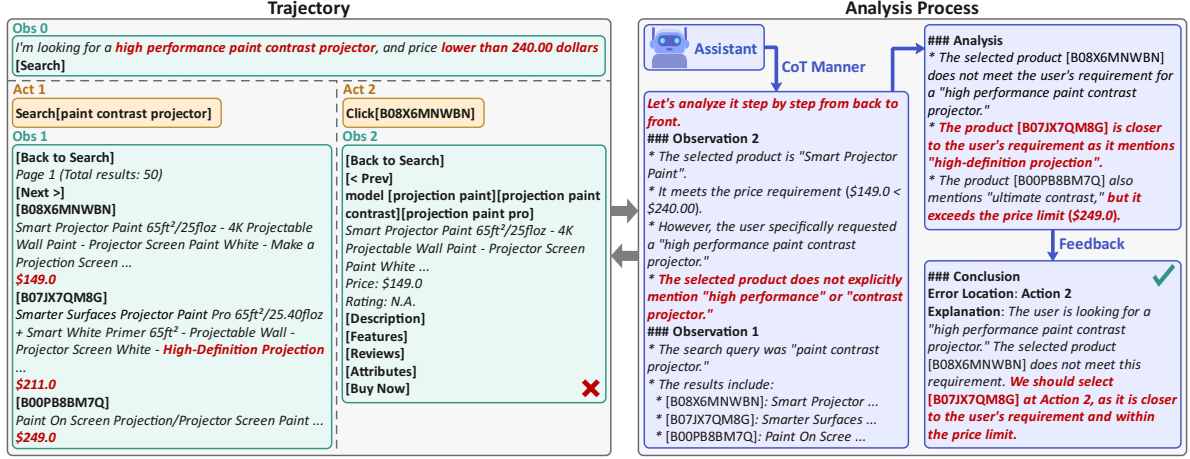 Trajectory
Obs 0
I'm looking for a high performance paint contrast projector, and price lower than 240.00 dollars
[Search]
Act 1
Search[paint contrast projector]
Obs 1
[Back to Search]
Page 1 (Total results: 50)
[Next >]
[B08X6MNWBN]
Smart Projector Paint 65ft²/25floz - 4K Projectable
Wall Paint - Projector Screen Paint White - Make a
Projection Screen ...
$149.0
[B07JX7QM8G]
Smarter Surfaces Projector Paint Pro 65ft²/25.40floz
+ Smart White Primer 65ft² - Projectable Wall -
Projector Screen White - High-Definition Projection
...
$211.0
[B00PB8BM7Q]
Paint On Screen Projection/Projector Screen Paint ...
$249.0
Act 2
Click[B08X6MNWBN]
Obs 2
[Back to Search]
[< Prev]
model [projection paint][projection paint
contrast][projection paint pro]
Smart Projector Paint 65ft²/25floz - 4K
Projectable Wall Paint - Projector Screen
Paint White ...
Price: $149.0
Rating: N.A.
[Description]
[Features]
[Reviews]
[Attributes]
[Buy Now]
Analysis Process
Assistant
CoT Manner
Let's analyze it step by step from back to
front.
### Observation 2
* The selected product is "Smart Projector
Paint".
* It meets the price requirement ($149.0 <
$240.00).
* However, the user specifically requested
a "high performance paint contrast
projector."
* The selected product does not explicitly
mention "high performance" or "contrast
projector."
### Observation 1
* The search query was "paint contrast
projector."
* The results include:
* [B08X6MNWBN]: Smart Projector ...
* [B07JX7QM8G]: Smarter Surfaces ...
* [B00PB8BM7Q]: Paint On Scree ...
### Analysis
* The selected product [B08X6MNWBN]
does not meet the user's requirement for
a "high performance paint contrast
projector."
* The product [B07JX7QM8G] is closer
to the user's requirement as it mentions
"high-definition projection".
* The product [B00PB8BM7Q] also
mentions "ultimate contrast," but it
exceeds the price limit ($249.0).
Feedback
### Conclusion
Error Location: Action 2
Explanation: The user is looking for a
"high performance paint contrast
projector." The selected product
[B08X6MNWBN] does not meet this
requirement. We should select
[B07JX7QM8G] at Action 2, as it is closer
to the user's requirement and within
the price limit.